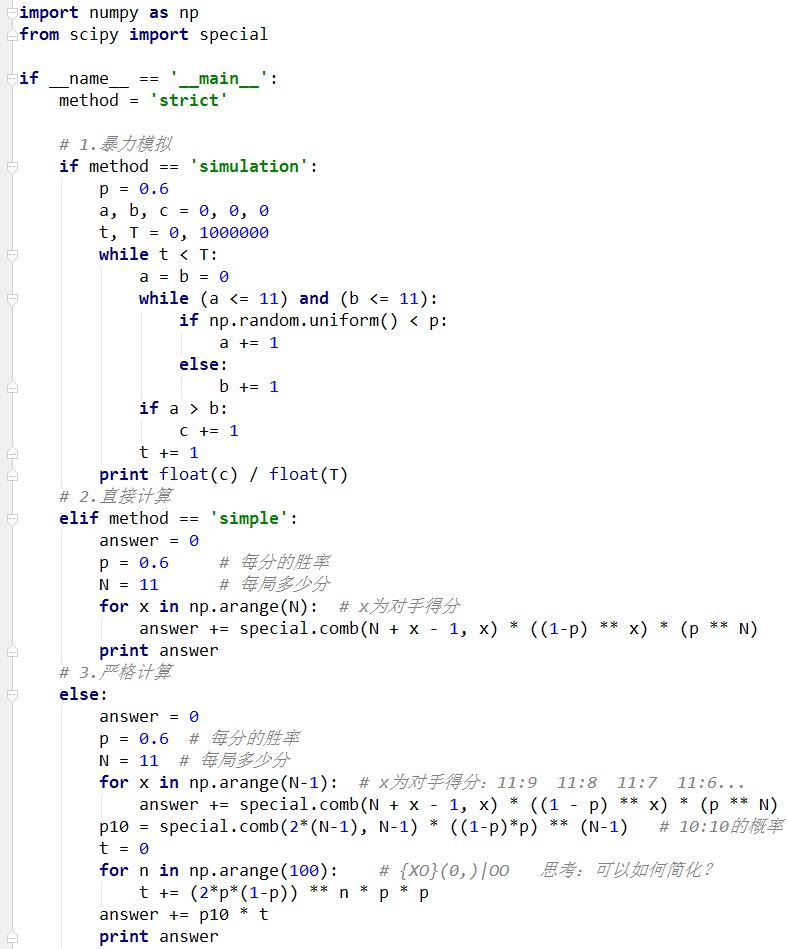 import numpy as np
from scipy import special

if __name__ == '__main__':
    method = 'strict'

    # 1.暴力模拟
    if method == 'simulation':
        p = 0.6
        a, b, c = 0, 0, 0
        t, T = 0, 1000000
        while t < T:
            a = b = 0
            while (a <= 11) and (b <= 11):
                if np.random.uniform() < p:
                    a += 1
                else:
                    b += 1
            if a > b:
                c += 1
            t += 1
        print float(c) / float(T)
    # 2.直接计算
    elif method == 'simple':
        answer = 0
        p = 0.6     # 每分的胜率
        N = 11      # 每局多少分
        for x in np.arange(N):  # x为对手得分
            answer += special.comb(N + x - 1, x) * ((1-p) ** x) * (p ** N)
        print answer
    # 3.严格计算
    else:
        answer = 0
        p = 0.6  # 每分的胜率
        N = 11  # 每局多少分
        for x in np.arange(N-1):  # x为对手得分：11:9  11:8  11:7  11:6...
            answer += special.comb(N + x - 1, x) * ((1 - p) ** x) * (p ** N)
        p10 = special.comb(2*(N-1), N-1) * ((1-p)*p) ** (N-1)   # 10:10的概率
        t = 0
        for n in np.arange(100):    # {XO}(0,)|OO   思考：可以如何简化？
            t += (2*p*(1-p)) ** n * p * p
        answer += p10 * t
        print answer